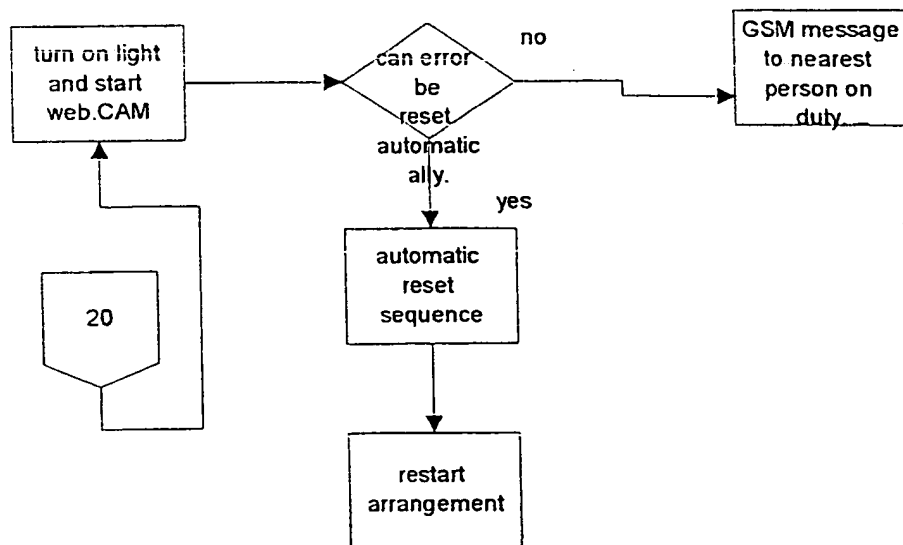 turn on light
and start
web.CAM
can error
be
reset
automatic
ally.
no
GSM message
to nearest
person on
duty.
yes
automatic
reset
sequence
20
restart
arrangement